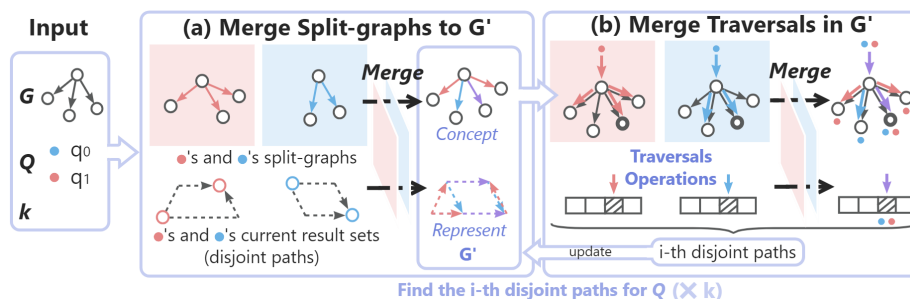 Input
G
Q
q0
q1
k
(a) Merge Split-graphs to G'
Merge
Concept
's and 's split-graphs
's and 's current result sets
(disjoint paths)
Represent
G'
(b) Merge Traversals in G'
Merge
Traversals
Operations
update
i-th disjoint paths
Find the i-th disjoint paths for Q (× k)